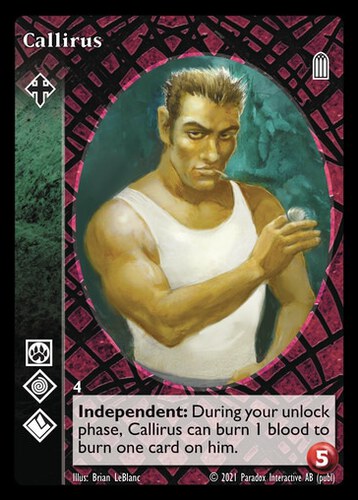 Callirus
4
Independent: During your unlock
phase, Callirus can burn 1 blood to
burn one card on him.
5
Illus: Brian LeBlanc © 2021 Paradox Interactive AB (publ)